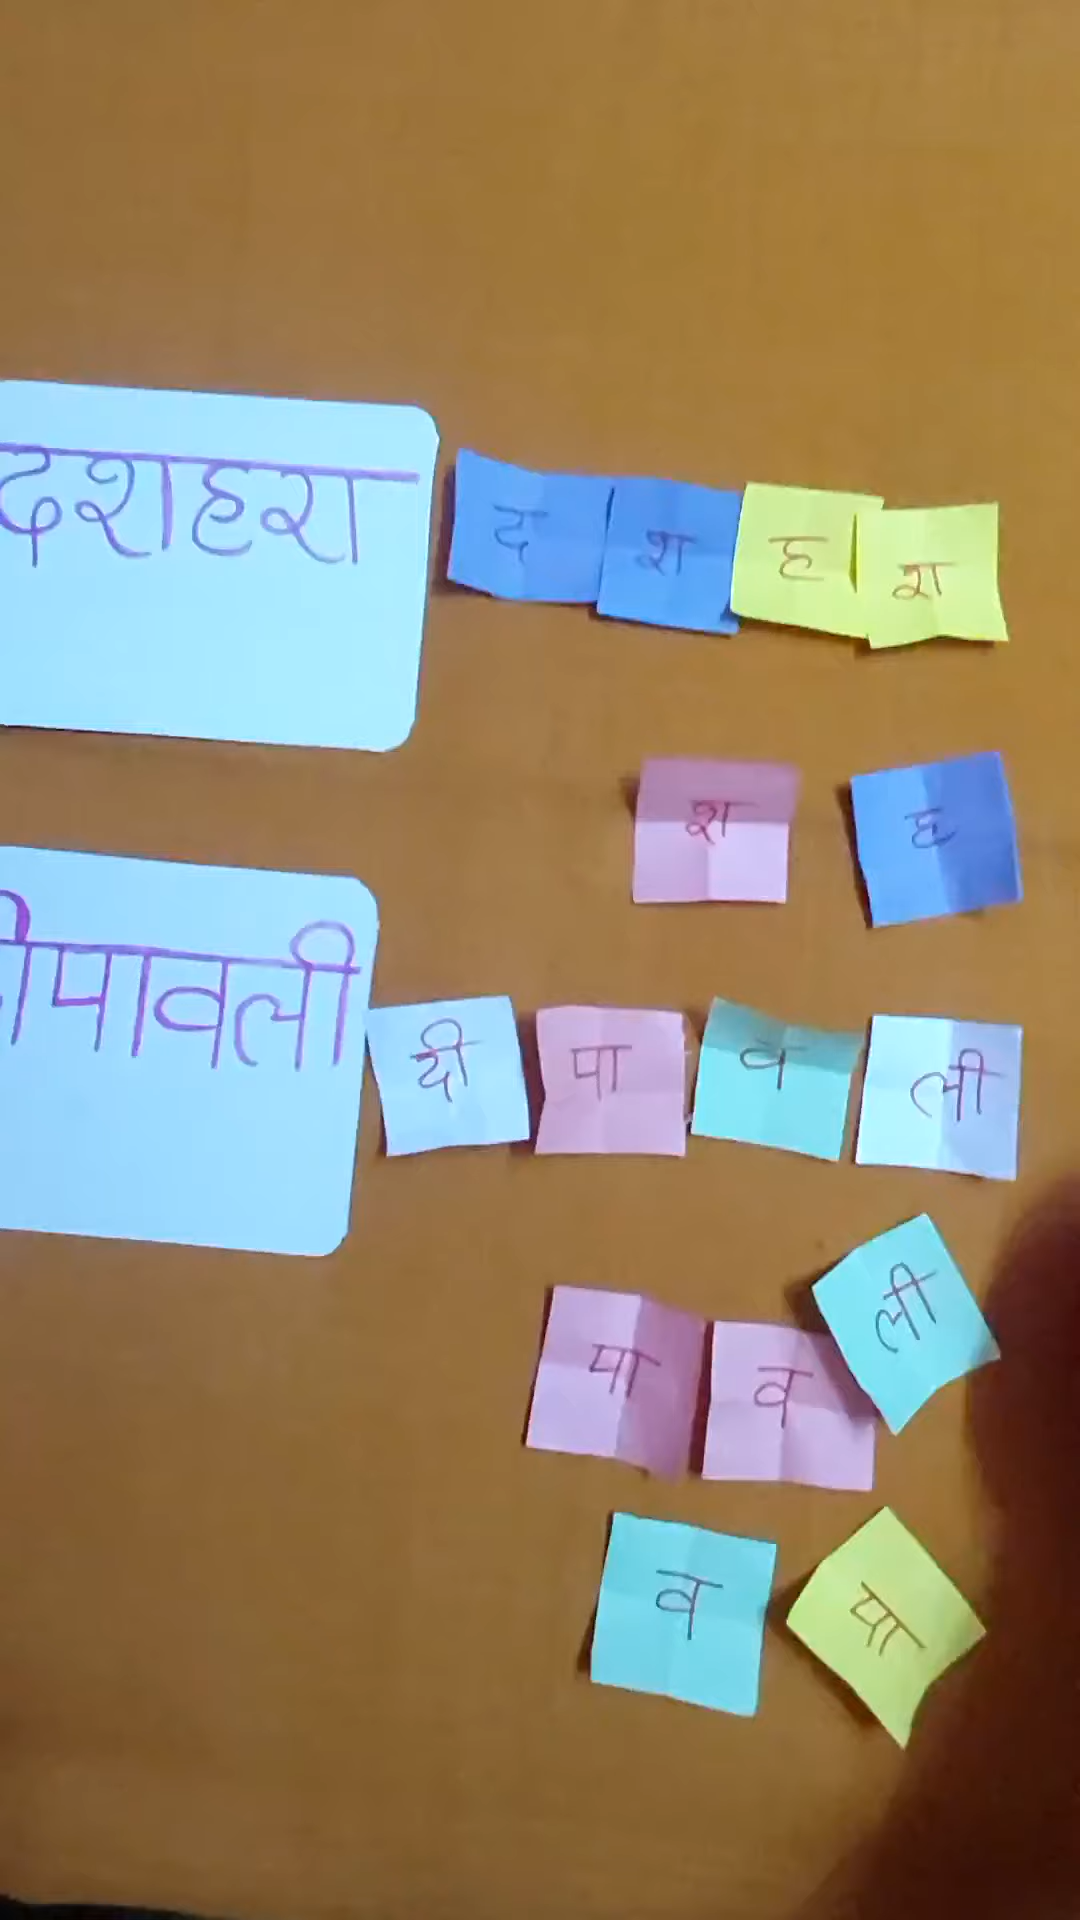 दशहरा
द श ह रा
श ह
ीपावली
दी पा व ली
पा व ली
व पा